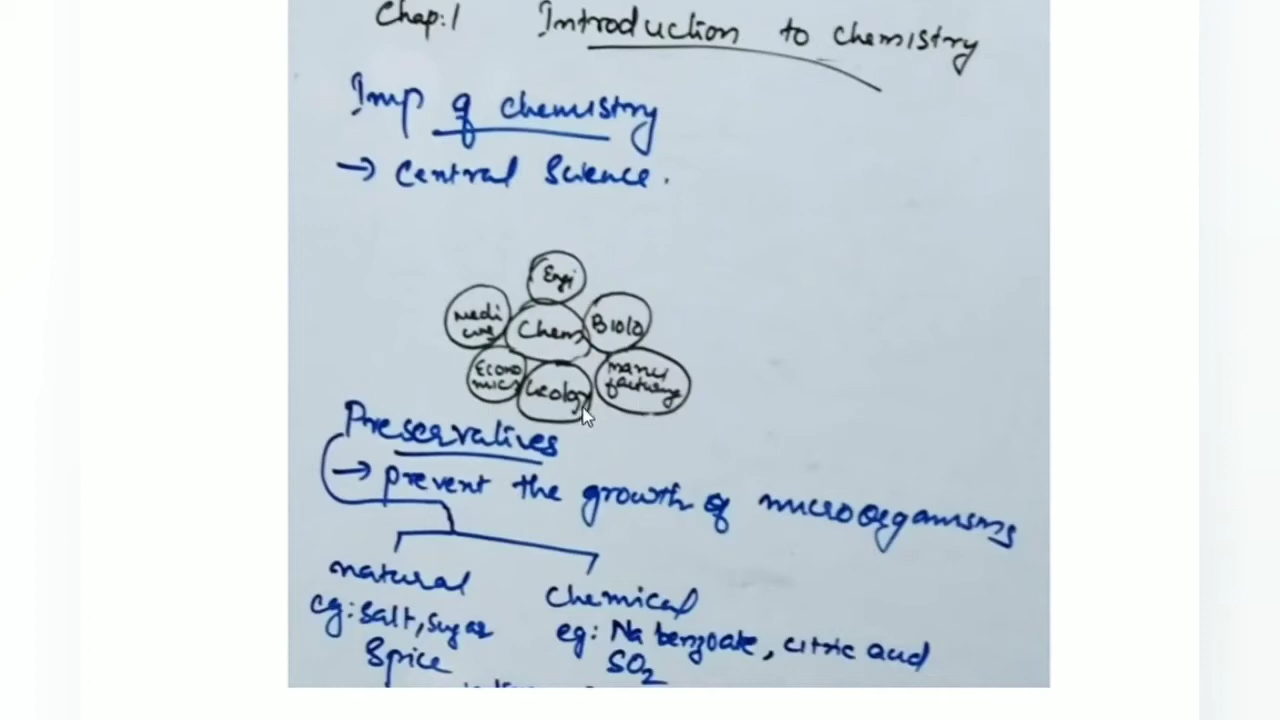 Chap:1 Introduction to chemistry
Imp of chemistry
→ Central Science.
Engi
Medi
cine
Chem
Biolo
Econo
mics
Geology
Manu
facturing
Preservatives
→ prevent the growth of microorganisms
natural
eg: salt, sugar
Spice
Chemical
eg: Na benzoate, citric acid
SO₂